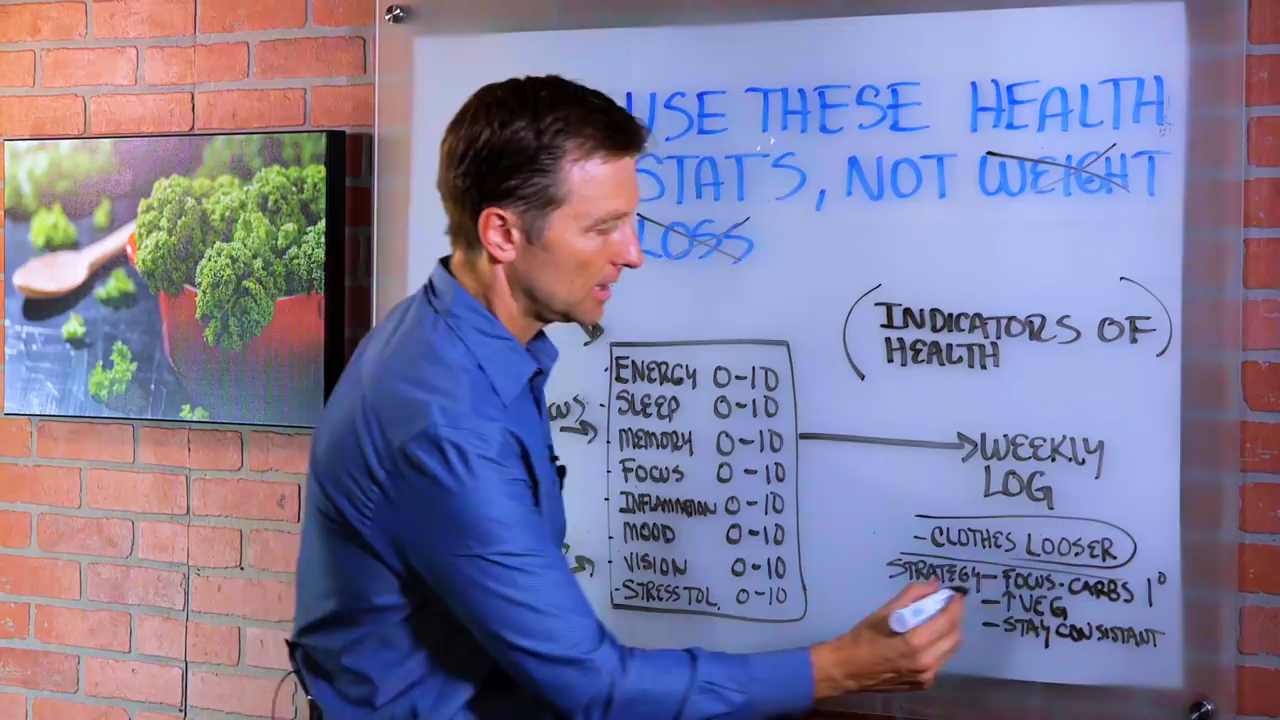 USE THESE HEALTH
STATS, NOT WEIGHT
LOSS
(INDICATORS OF
HEALTH)
ENERGY 0-10
SLEEP 0-10
MEMORY 0-10
FOCUS 0-10
INFLAMMATION 0-10
MOOD 0-10
VISION 0-10
-STRESS TOL. 0-10
WEEKLY
LOG
-CLOTHES LOOSER
STRATEGY-FOCUS-CARBS 1°
-↑VEG
-STAY CONSISTANT